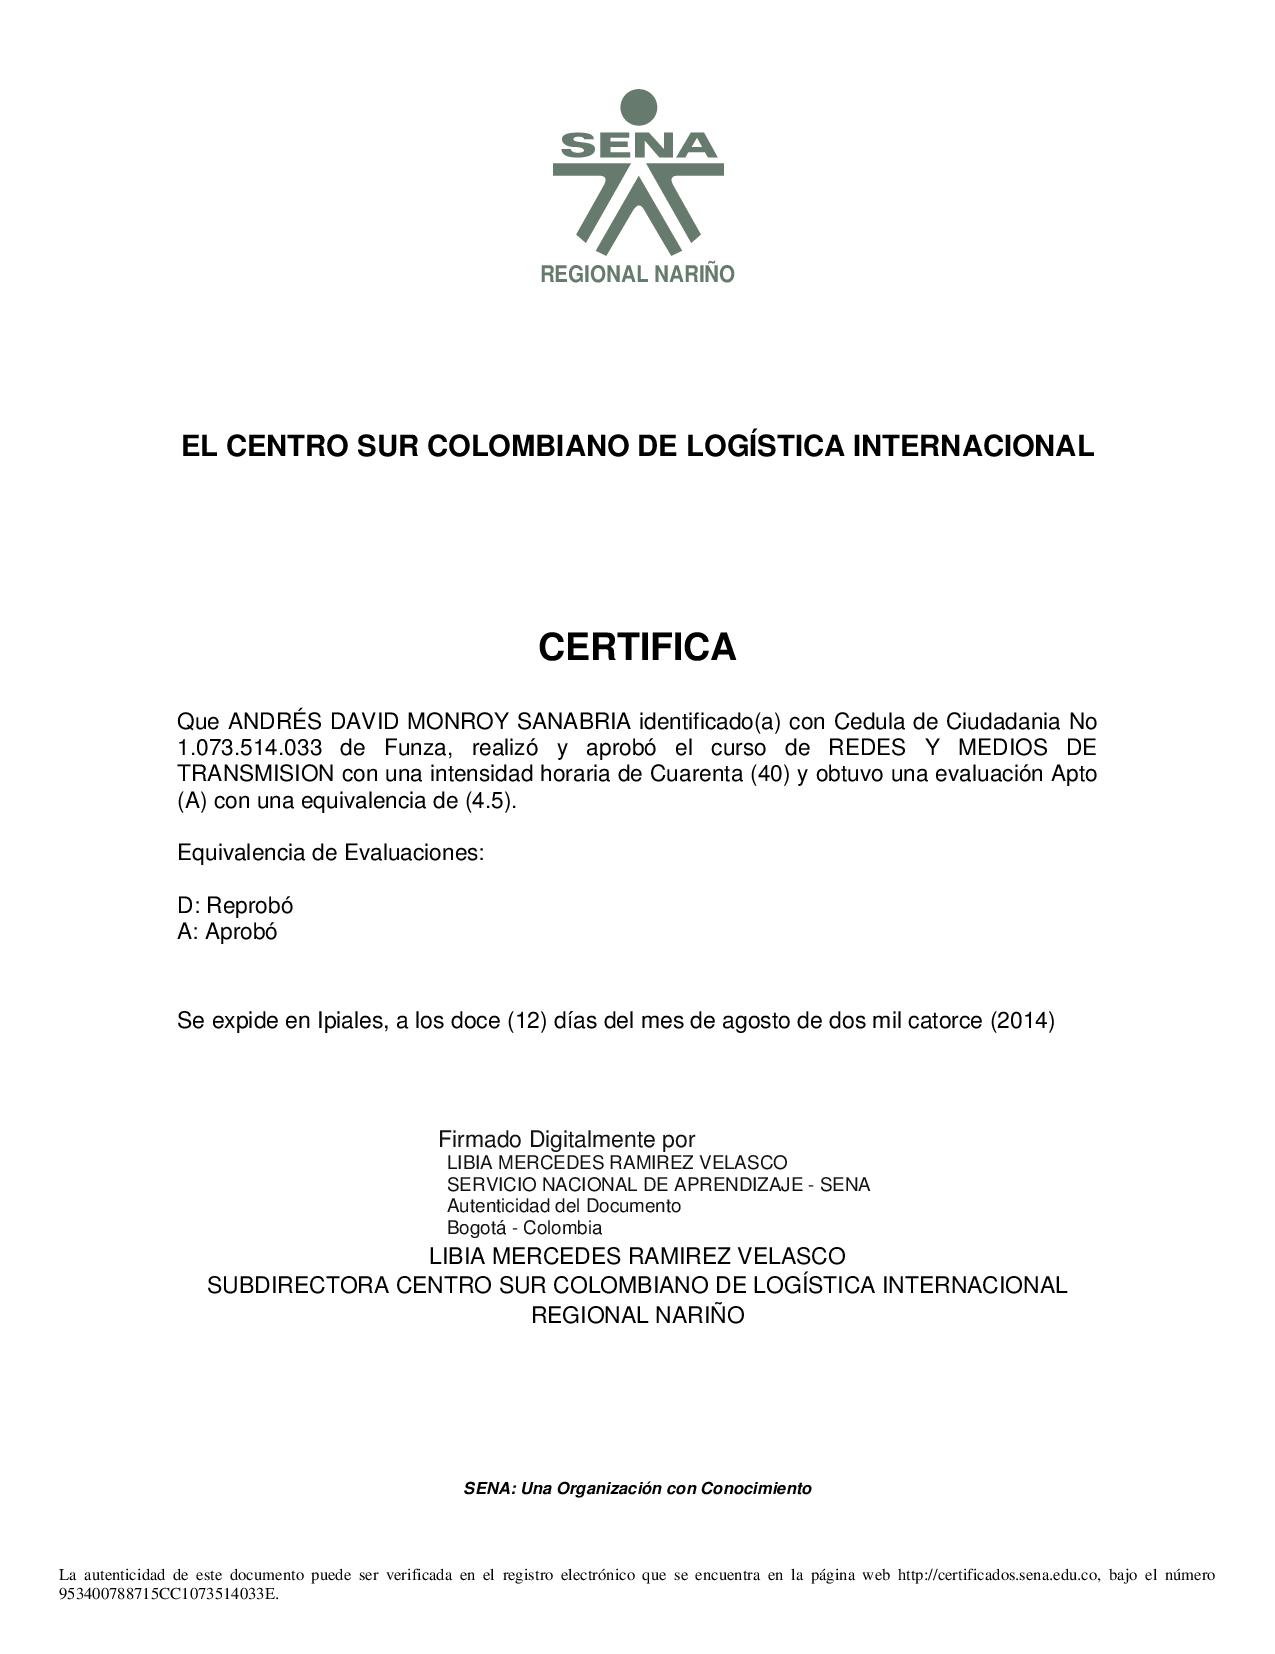 SENA
REGIONAL NARIÑO
EL CENTRO SUR COLOMBIANO DE LOGÍSTICA INTERNACIONAL
CERTIFICA
Que ANDRÉS DAVID MONROY SANABRIA identificado(a) con Cedula de Ciudadania No
1.073.514.033 de Funza, realizó y aprobó el curso de REDES Y MEDIOS DE
TRANSMISION con una intensidad horaria de Cuarenta (40) y obtuvo una evaluación Apto
(A) con una equivalencia de (4.5).
Equivalencia de Evaluaciones:
D: Reprobó
A: Aprobó
Se expide en Ipiales, a los doce (12) días del mes de agosto de dos mil catorce (2014)
Firmado Digitalmente por
LIBIA MERCEDES RAMIREZ VELASCO
SERVICIO NACIONAL DE APRENDIZAJE - SENA
Autenticidad del Documento
Bogotá - Colombia
LIBIA MERCEDES RAMIREZ VELASCO
SUBDIRECTORA CENTRO SUR COLOMBIANO DE LOGÍSTICA INTERNACIONAL
REGIONAL NARIÑO
SENA: Una Organización con Conocimiento
La autenticidad de este documento puede ser verificada en el registro electrónico que se encuentra en la página web http://certificados.sena.edu.co, bajo el número
953400788715CC1073514033E.